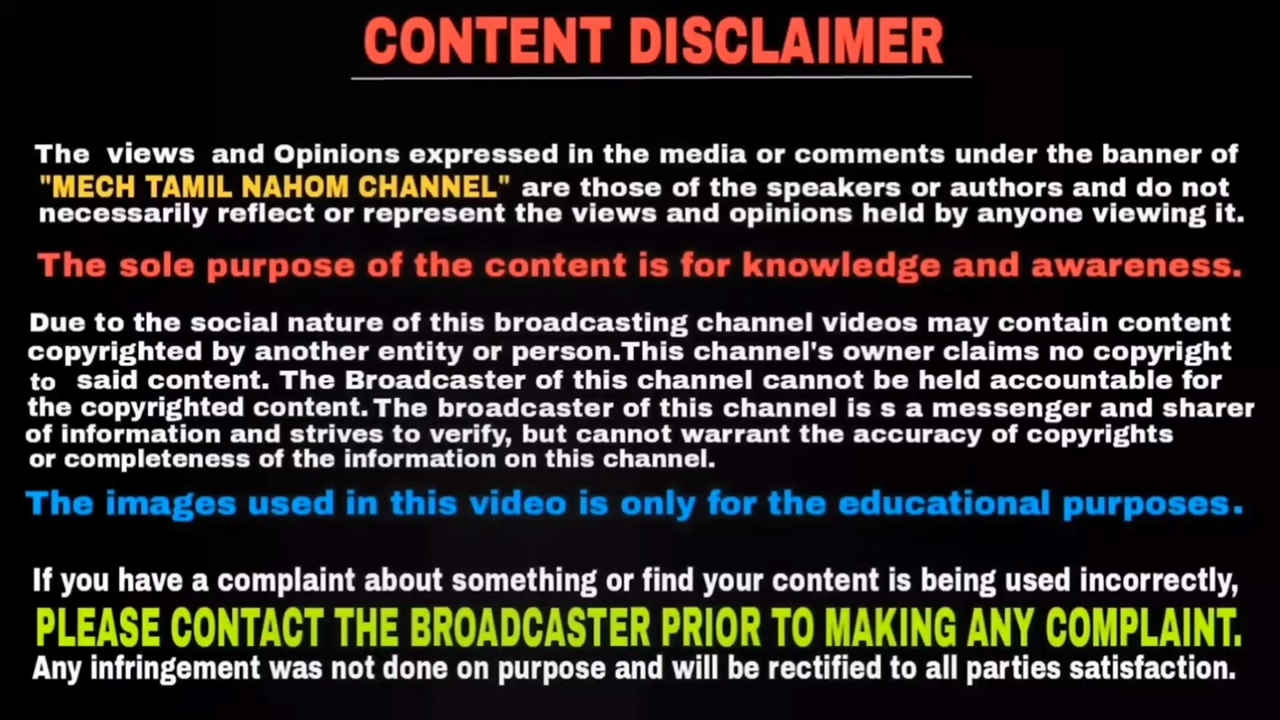 CONTENT DISCLAIMER
The views and Opinions expressed in the media or comments under the banner of
"MECH TAMIL NAHOM CHANNEL" are those of the speakers or authors and do not
necessarily reflect or represent the views and opinions held by anyone viewing it.
The sole purpose of the content is for knowledge and awareness.
Due to the social nature of this broadcasting channel videos may contain content
copyrighted by another entity or person.This channel's owner claims no copyright
to said content. The Broadcaster of this channel cannot be held accountable for
the copyrighted content. The broadcaster of this channel is s a messenger and sharer
of information and strives to verify, but cannot warrant the accuracy of copyrights
or completeness of the information on this channel.
The images used in this video is only for the educational purposes.
If you have a complaint about something or find your content is being used incorrectly,
PLEASE CONTACT THE BROADCASTER PRIOR TO MAKING ANY COMPLAINT.
Any infringement was not done on purpose and will be rectified to all parties satisfaction.